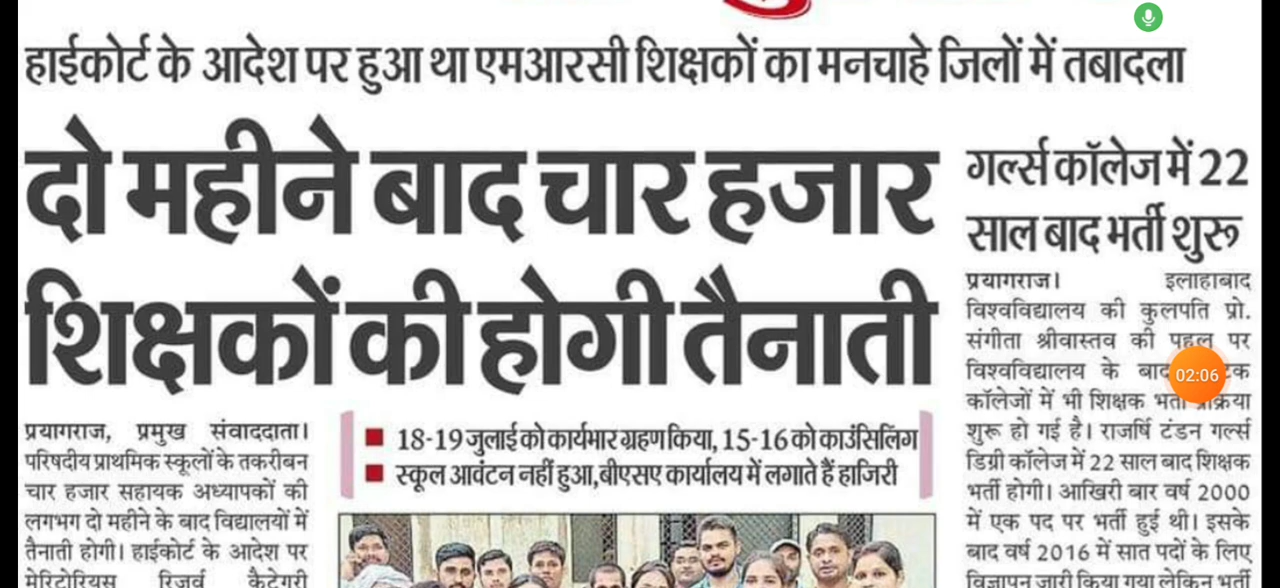 हाईकोर्ट के आदेश पर हुआ था एमआरसी शिक्षकों का मनचाहे जिलों में तबादला
दो महीने बाद चार हजार
शिक्षकों की होगी तैनाती
प्रयागराज, प्रमुख संवाददाता।
परिषदीय प्राथमिक स्कूलों के तकरीबन
चार हजार सहायक अध्यापकों की
लगभग दो महीने के बाद विद्यालयों में
तैनाती होगी। हाईकोर्ट के आदेश पर
मेरिटोरियस रिजर्व कैटेगरी
18-19 जुलाई को कार्यभार ग्रहण किया, 15-16 को काउंसिलिंग
स्कूल आवंटन नहीं हुआ,बीएसए कार्यालय में लगाते हैं हाजिरी
गर्ल्स कॉलेज में 22
साल बाद भर्ती शुरू
प्रयागराज। इलाहाबाद
विश्वविद्यालय की कुलपति प्रो.
संगीता श्रीवास्तव की पहल पर
विश्वविद्यालय के बाद
कॉलेजों में भी शिक्षक भर्ती प्रक्रिया
शुरू हो गई है। राजर्षि टंडन गर्ल्स
डिग्री कॉलेज में 22 साल बाद शिक्षक
भर्ती होगी। आखिरी बार वर्ष 2000
में एक पद पर भर्ती हुई थी। इसके
बाद वर्ष 2016 में सात पदों के लिए
विज्ञापन जारी किया गया लेकिन भर्ती
02:06